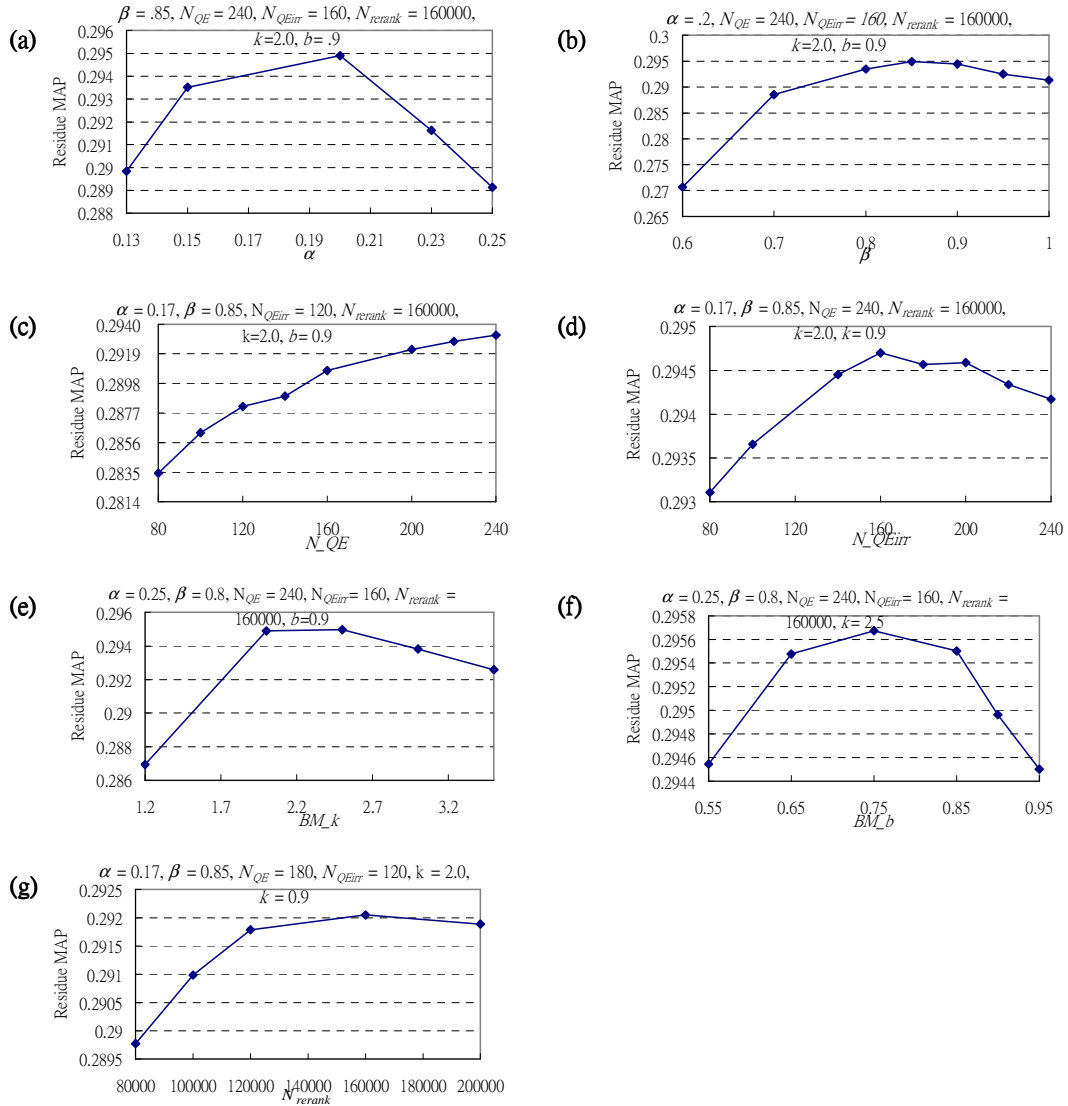 (a)
β = .85, N_QE = 240, N_QEirr = 160, N_rerank = 160000,
k=2.0, b= .9
Residue MAP
0.296
0.295
0.294
0.293
0.292
0.291
0.29
0.289
0.288
0.13 0.15 0.17 0.19 0.21 0.23 0.25
α
(b)
α = .2, N_QE = 240, N_QEirr = 160, N_rerank = 160000,
k=2.0, b= 0.9
Residue MAP
0.3
0.295
0.29
0.285
0.28
0.275
0.27
0.265
0.6 0.7 0.8 0.9 1
β
(c)
α = 0.17, β = 0.85, N_QEirr = 120, N_rerank = 160000,
k=2.0, b= 0.9
Residue MAP
0.2940
0.2919
0.2898
0.2877
0.2856
0.2835
0.2814
80 120 160 200 240
N_QE
(d)
α = 0.17, β = 0.85, N_QE = 240, N_rerank = 160000,
k=2.0, k= 0.9
Residue MAP
0.295
0.2945
0.294
0.2935
0.293
80 120 160 200 240
N_QEirr
(e)
α = 0.25, β = 0.8, N_QE = 240, N_QEirr = 160, N_rerank =
160000, b=0.9
Residue MAP
0.296
0.294
0.292
0.29
0.288
0.286
1.2 1.7 2.2 2.7 3.2
BM_k
(f)
α = 0.25, β = 0.8, N_QE = 240, N_QEirr = 160, N_rerank =
160000, k= 2.5
Residue MAP
0.2958
0.2956
0.2954
0.2952
0.295
0.2948
0.2946
0.2944
0.55 0.65 0.75 0.85 0.95
BM_b
(g)
α = 0.17, β = 0.85, N_QE = 180, N_QEirr = 120, k = 2.0,
k = 0.9
Residue MAP
0.2925
0.292
0.2915
0.291
0.2905
0.29
0.2895
80000 100000 120000 140000 160000 180000 200000
N_rerank